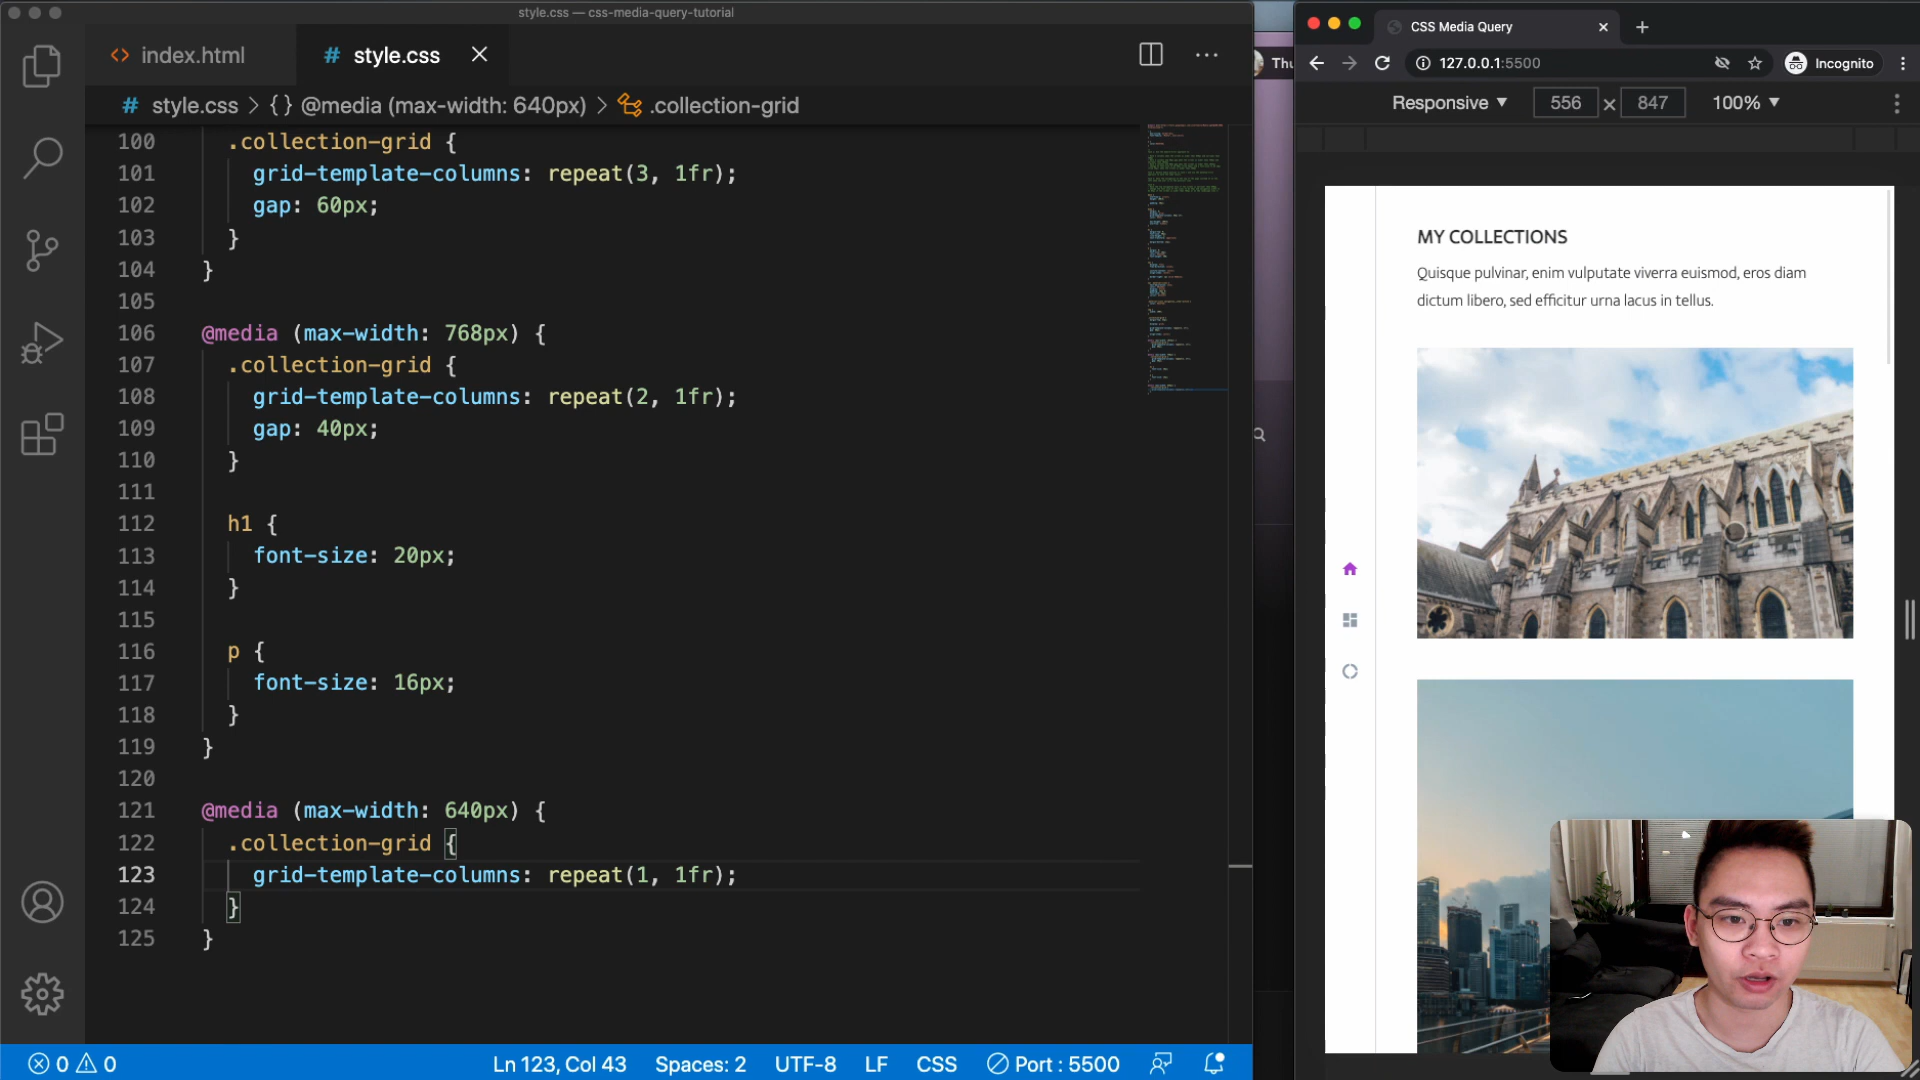 style.css — css-media-query-tutorial
index.html
# style.css
# style.css > {} @media (max-width: 640px) > .collection-grid
100 .collection-grid {
101 grid-template-columns: repeat(3, 1fr);
102 gap: 60px;
103 }
104 }
105
106 @media (max-width: 768px) {
107 .collection-grid {
108 grid-template-columns: repeat(2, 1fr);
109 gap: 40px;
110 }
111
112 h1 {
113 font-size: 20px;
114 }
115
116 p {
117 font-size: 16px;
118 }
119 }
120
121 @media (max-width: 640px) {
122 .collection-grid {
123 grid-template-columns: repeat(1, 1fr);
124 }
125 }
0 0
Ln 123, Col 43 Spaces: 2 UTF-8 LF CSS Port : 5500
Thu
CSS Media Query
127.0.0.1:5500 Incognito
Responsive 556 × 847 100%
MY COLLECTIONS
Quisque pulvinar, enim vulputate viverra euismod, eros diam
dictum libero, sed efficitur urna lacus in tellus.